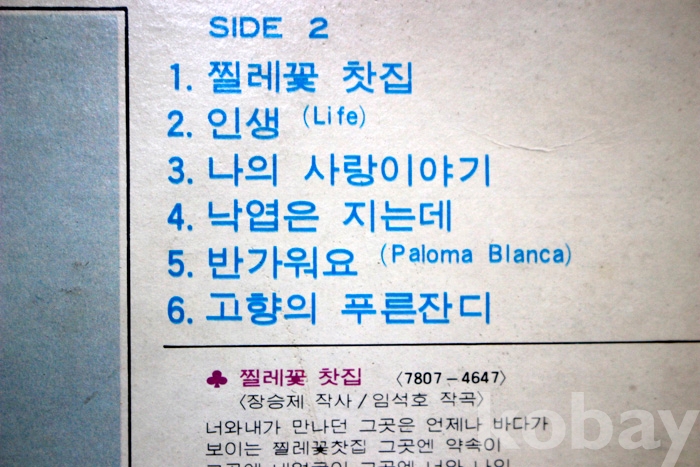 SIDE 2
1. 찔레꽃 찻집
2. 인생 (Life)
3. 나의 사랑이야기
4. 낙엽은 지는데
5. 반가워요 (Paloma Blanca)
6. 고향의 푸른잔디
♣ 찔레꽃 찻집 〈7807-4647〉
〈장승제 작사/임석호 작곡〉
너와내가 만나던 그곳은 언제나 바다가
보이는 찔레꽃찻집 그곳엔 약속이
kobay